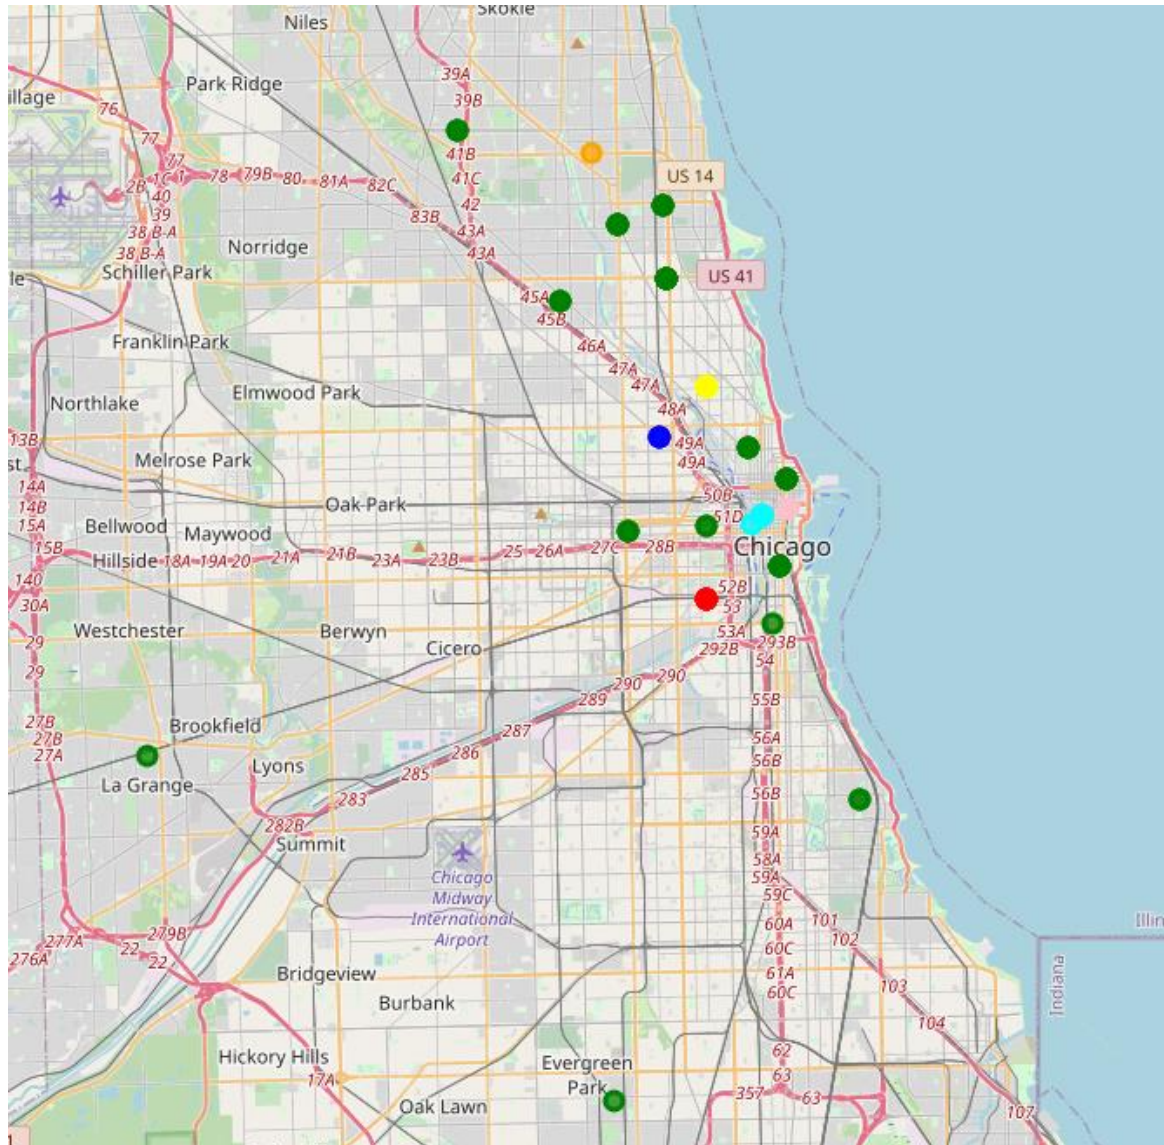 Skokie
Niles
39A
Park Ridge
39B
illage
76
77
41B
77
1C
1
78
79B
80
81A
82C
41C
US 14
2B
40
42
39
83B
43A
38 B-A
Norridge
43A
38 B-A
Schiller Park
US 41
le
45A
45B
Franklin Park
46A
47A
47A
Elmwood Park
Northlake
48A
13B
49A
Melrose Park
49A
st
14A
50B
Oak Park
14B
51D
15A
Bellwood
Maywood
15B
Chicago
Hillside
18A
19A
20
21A
21B
23A
23B
25
26A
27C
28B
140
52B
30A
53
Westchester
Berwyn
53A
29
Cicero
292B
293B
54
29
290
290
289
55B
27B
Brookfield
287
27B
56A
27A
286
56B
Lyons
285
La Grange
56B
283
282B
59A
Summit
58A
59A
Chicago
Midway
International
Airport
59C
60A
101
Illin
277A
22
279B
102
60C
276A
22
Bridgeview
61A
60C
103
Indiana
Burbank
104
62
Hickory Hills
Evergreen
Park
63
17A
357
63
Oak Lawn
107
1